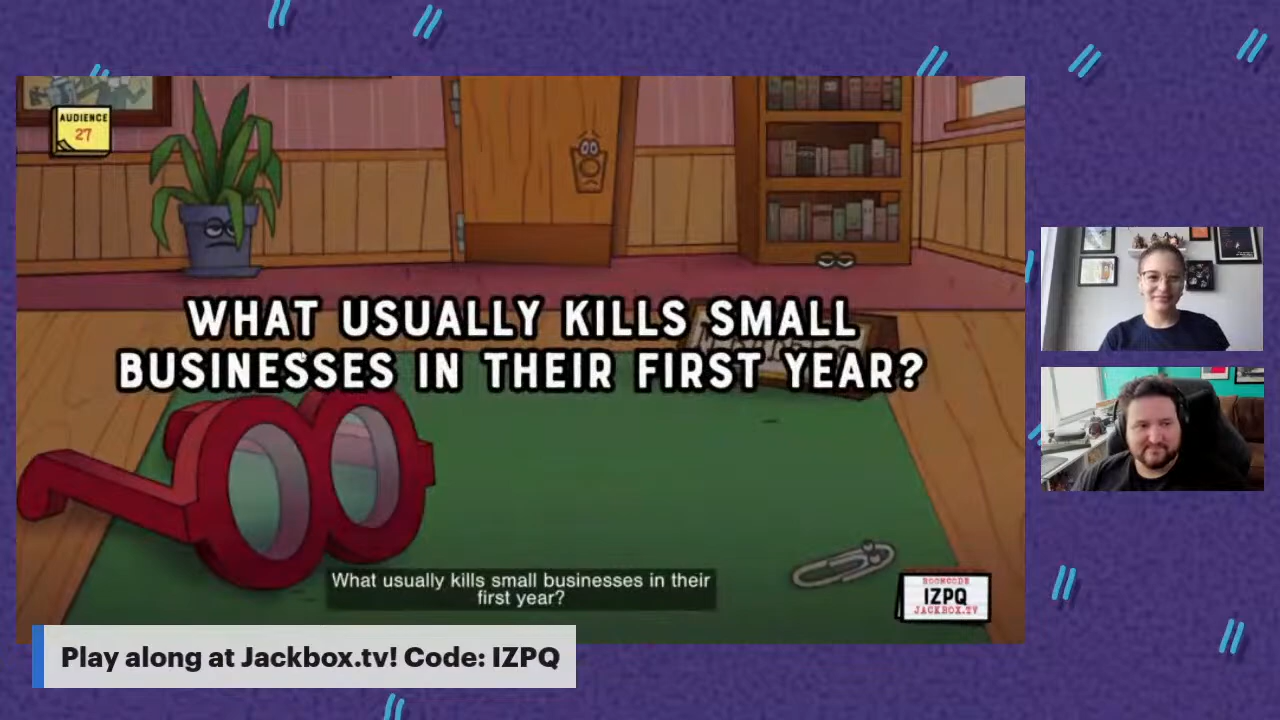 AUDIENCE
27
WHAT USUALLY KILLS SMALL
BUSINESSES IN THEIR FIRST YEAR?
What usually kills small businesses in their
first year?
ROOMCODE
IZPQ
JACKBOX.TV
Play along at Jackbox.tv! Code: IZPQ